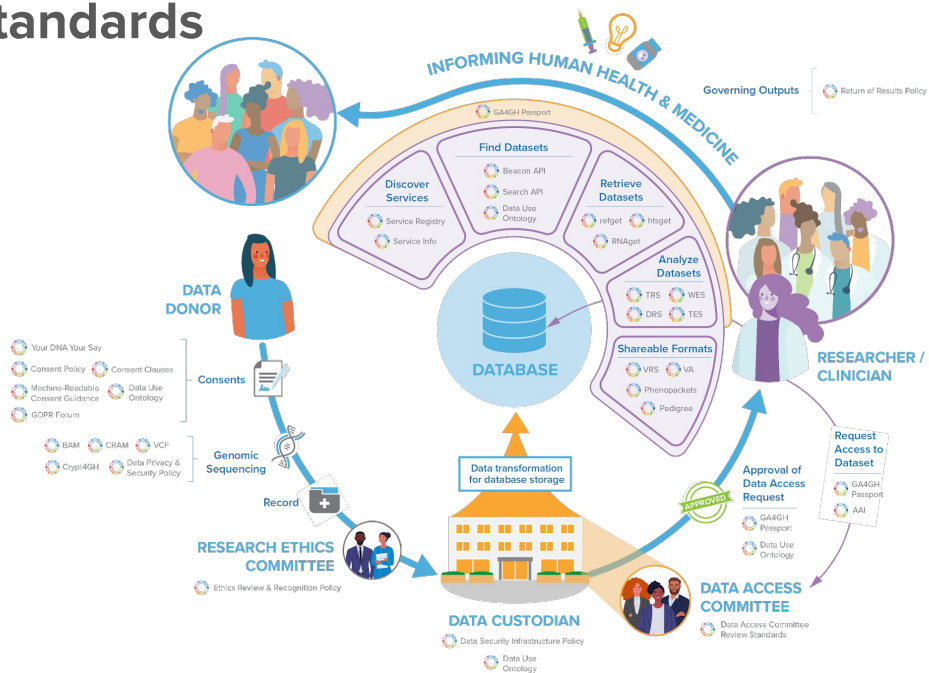 tandards
INFORMING HUMAN HEALTH & MEDICINE
Governing Outputs
Return of Results Policy
GA4GH Passport
Find Datasets
Beacon API
Search API
Data Use
Ontology
Discover
Services
Service Registry
Service Info
Retrieve
Datasets
refget
htsget
RNAget
Analyze
Datasets
TRS
WES
DRS
TES
Shareable Formats
VRS
VA
Phenopackets
Pedigree
DATABASE
DATA
DONOR
RESEARCHER /
CLINICIAN
Your DNA Your Say
Consent Policy
Consent Clauses
Machine-Readable
Consent Guidance
Data Use
Ontology
GDPR Forum
Consents
BAM
CRAM
VCF
Crypt4GH
Data Privacy &
Security Policy
Genomic
Sequencing
Record
RESEARCH ETHICS
COMMITTEE
Ethics Review & Recognition Policy
Data transformation
for database storage
DATA CUSTODIAN
Data Security Infrastructure Policy
Data Use
Ontology
APPROVED
Approval of
Data Access
Request
GA4GH
Passport
Data Use
Ontology
Request
Access to
Dataset
GA4GH
Passport
AAI
DATA ACCESS
COMMITTEE
Data Access Committee
Review Standards